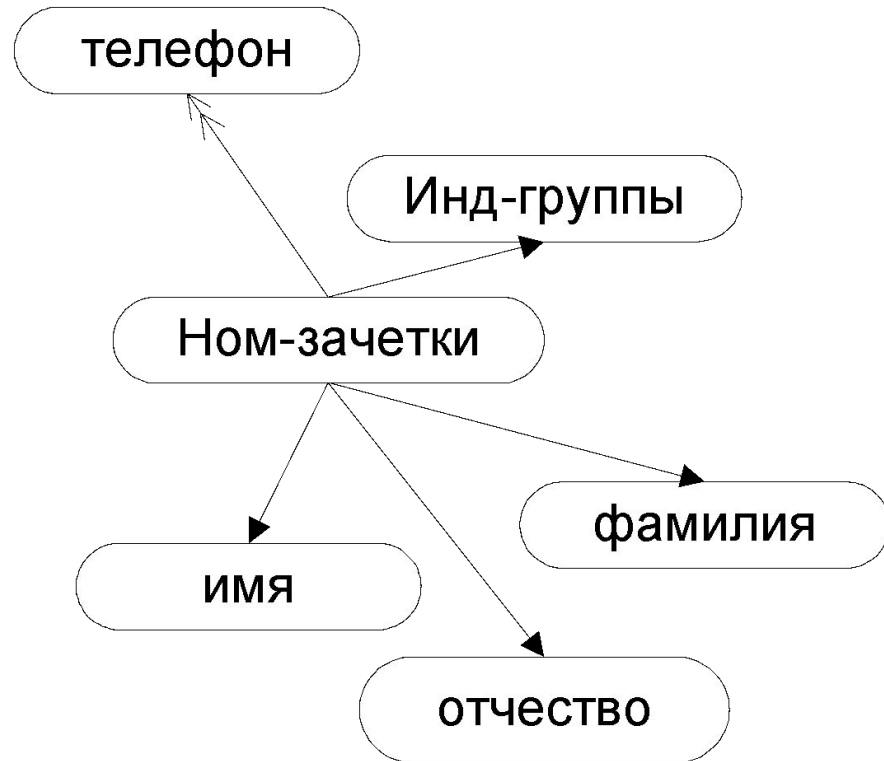 телефон
Инд-группы
Ном-зачетки
фамилия
имя
отчество